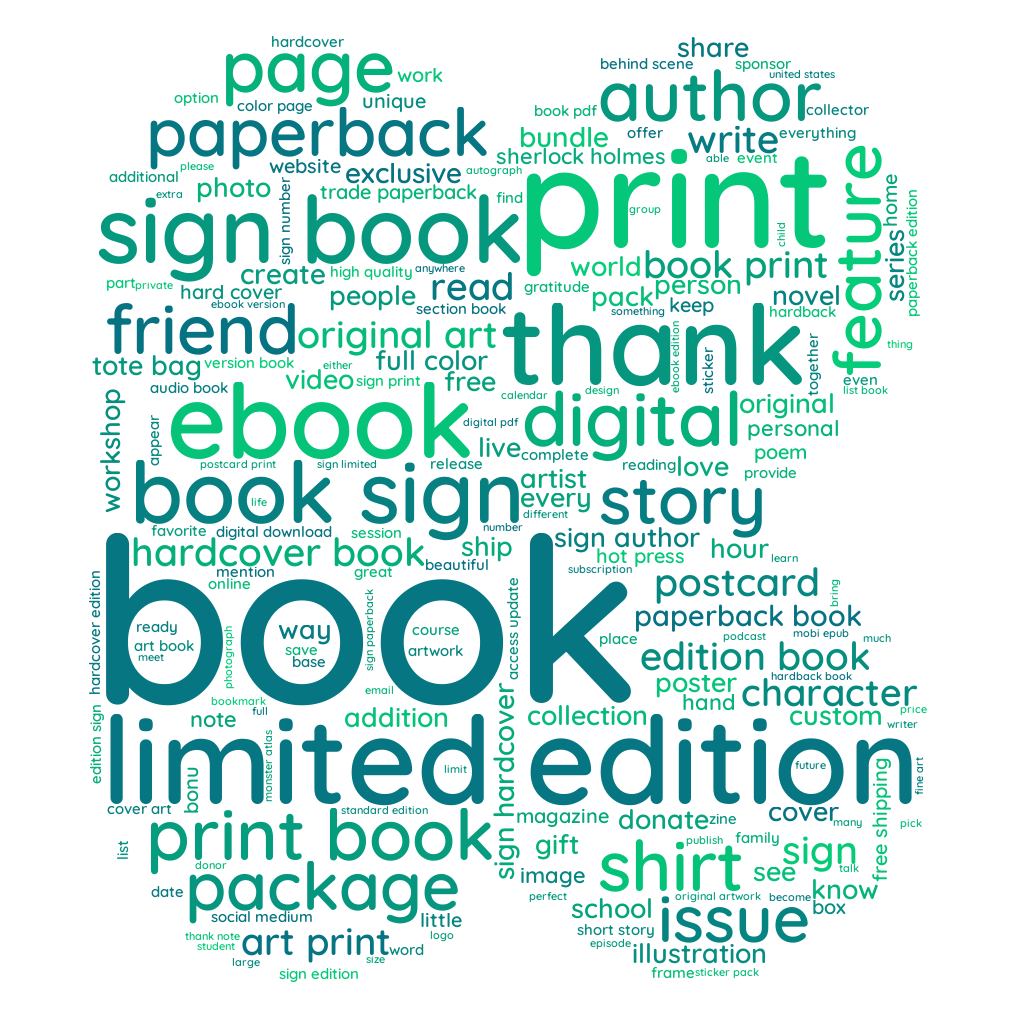 hardcover
page
work
option
color page
unique
paperback
please
website
exclusive
additional
photo
extra
sign number
trade paperback
autograph
sign book
create
high quality
anywhere
part
private
hard cover
people
read
ebook version
section book
friend
original art
tote bag
version book
full color
either
audio book
video
sign print
free
workshop
appear
ebook
calendar
digital pdf
live
postcard print
sign limited
release
book sign
life
favorite
digital download
session
number
hardcover book
ship
mention
great
beautiful
online
share
behind scene
sponsor
united states
author
collector
book pdf
bundle
offer
write
everything
sherlock holmes
able
event
print
find
group
child
feature
home
series
paperback edition
world
book print
gratitude
person
pack
keep
novel
hardback
something
thank
ebook edition
sticker
together
thing
even
list book
design
digital
original
personal
complete
reading
love
poem
provide
artist
every
different
story
sign author
hot press
hour
learn
subscription
bring
postcard
hardcover edition
book
ready
art book
meet
photograph
way
save
base
sign paperback
course
artwork
access update
place
paperback book
podcast
mobi epub
much
edition book
hardback book
poster
character
hand
price
writer
custom
bookmark
email
full
note
addition
sign hardcover
collection
edition sign
bonu
monster atlas
limited edition
limit
future
fine art
cover art
standard edition
magazine
donate
zine
cover
many
pick
free shipping
list
print book
publish
family
gift
shirt
sign
talk
donor
see
know
package
image
perfect
original artwork
become
date
social medium
little
school
box
short story
issue
thank note
student
art print
word
logo
episode
illustration
large
size
sign edition
frame
sticker pack